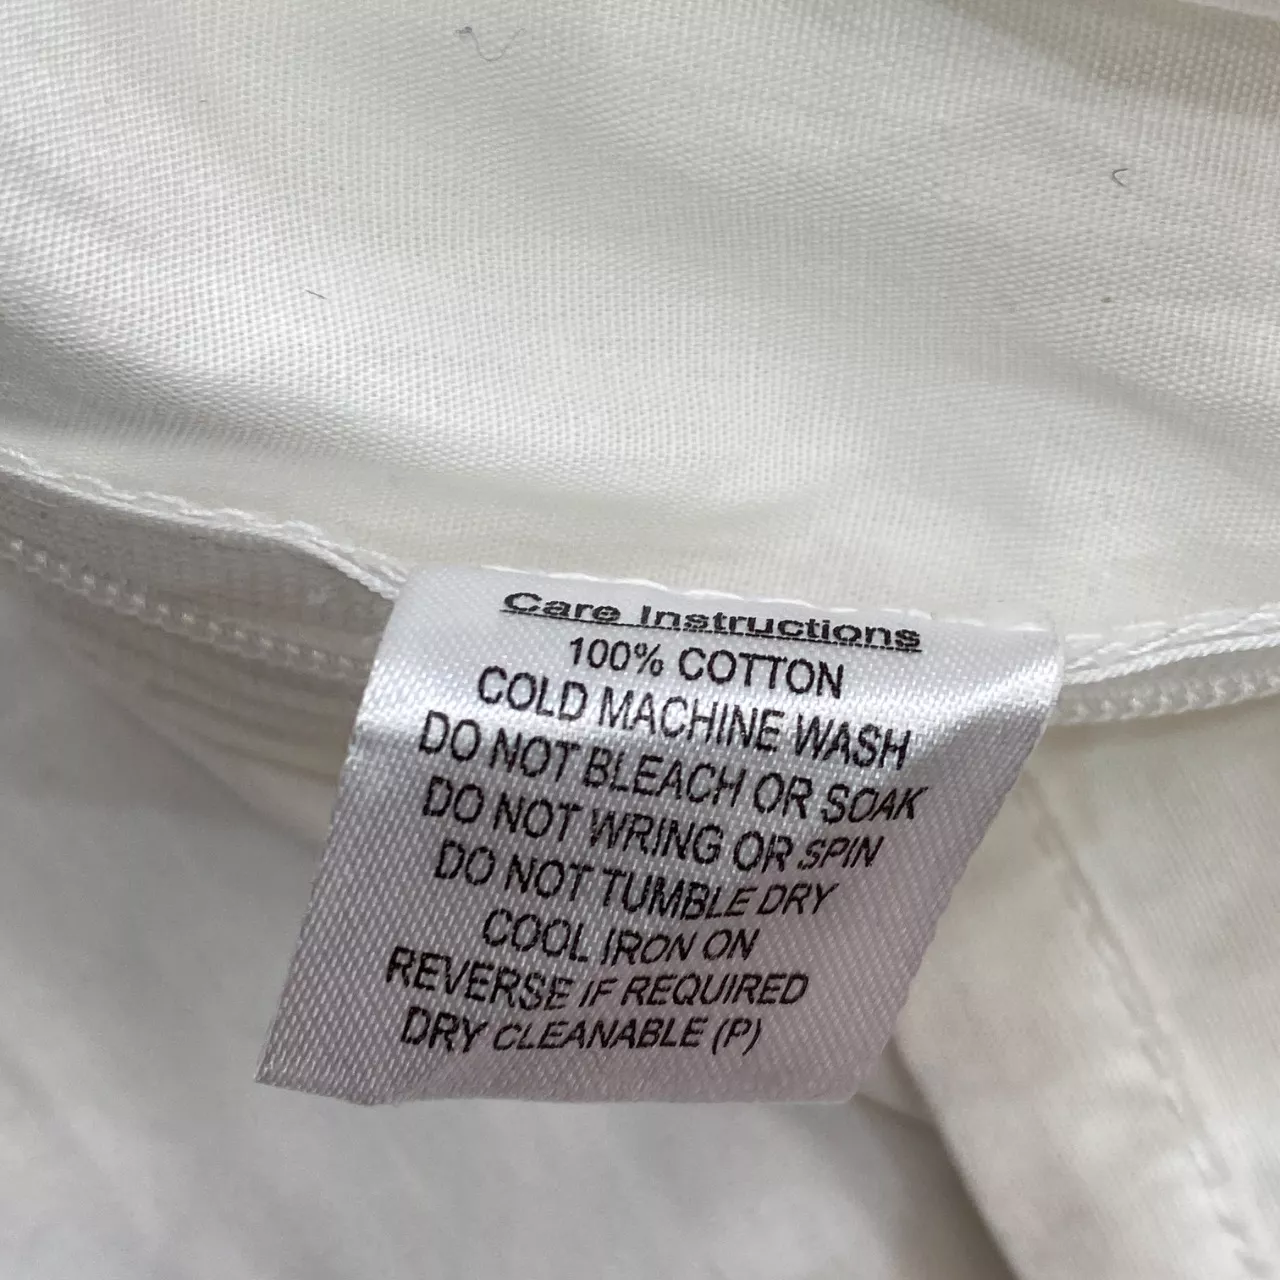 Care Instructions
100% COTTON
COLD MACHINE WASH
DO NOT BLEACH OR SOAK
DO NOT WRING OR SPIN
DO NOT TUMBLE DRY
COOL IRON ON
REVERSE IF REQUIRED
DRY CLEANABLE (P)